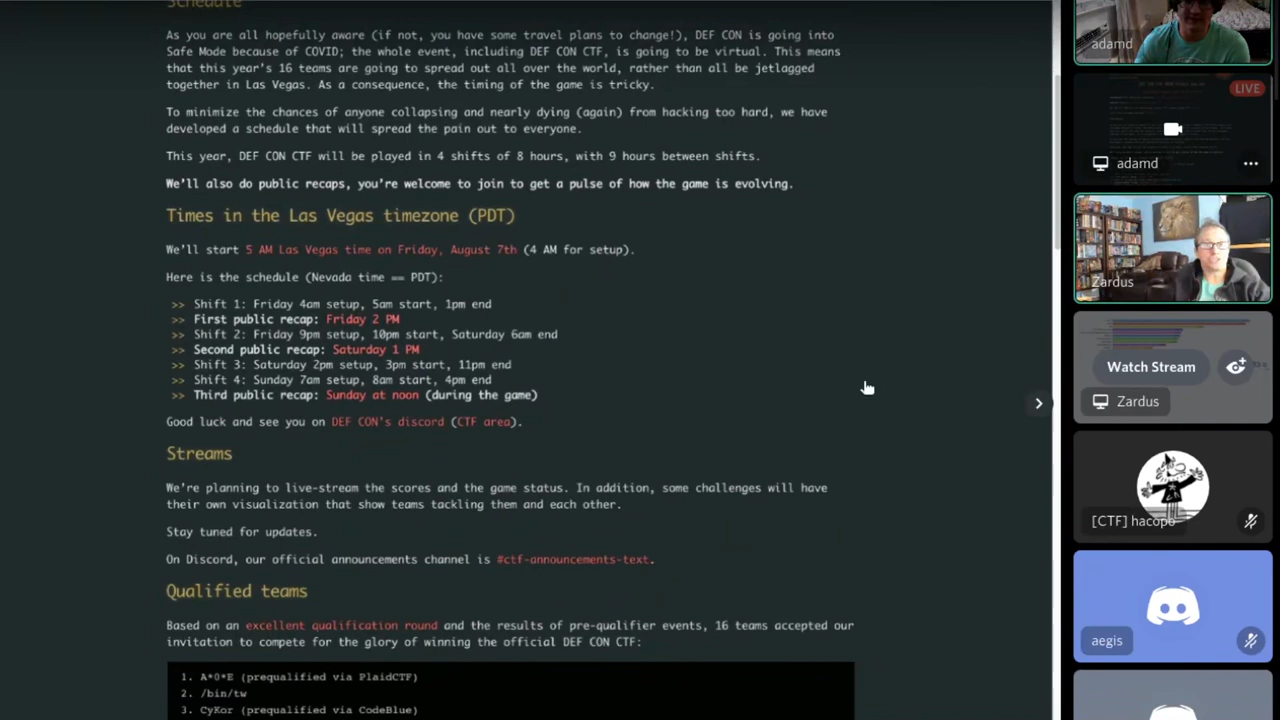 Schedule
As you are all hopefully aware (if not, you have some travel plans to change!), DEF CON is going into
Safe Mode because of COVID; the whole event, including DEF CON CTF, is going to be virtual. This means
that this year's 16 teams are going to spread out all over the world, rather than all be jetlagged
together in Las Vegas. As a consequence, the timing of the game is tricky.
To minimize the chances of anyone collapsing and nearly dying (again) from hacking too hard, we have
developed a schedule that will spread the pain out to everyone.
This year, DEF CON CTF will be played in 4 shifts of 8 hours, with 9 hours between shifts.
We'll also do public recaps, you're welcome to join to get a pulse of how the game is evolving.
Times in the Las Vegas timezone (PDT)
We'll start 5 AM Las Vegas time on Friday, August 7th (4 AM for setup).
Here is the schedule (Nevada time == PDT):
>> Shift 1: Friday 4am setup, 5am start, 1pm end
>> First public recap: Friday 2 PM
>> Shift 2: Friday 9pm setup, 10pm start, Saturday 6am end
>> Second public recap: Saturday 1 PM
>> Shift 3: Saturday 2pm setup, 3pm start, 11pm end
>> Shift 4: Sunday 7am setup, 8am start, 4pm end
>> Third public recap: Sunday at noon (during the game)
Good luck and see you on DEF CON's discord (CTF area).
Streams
We're planning to live-stream the scores and the game status. In addition, some challenges will have
their own visualization that show teams tackling them and each other.
Stay tuned for updates.
On Discord, our official announcements channel is #ctf-announcements-text.
Qualified teams
Based on an excellent qualification round and the results of pre-qualifier events, 16 teams accepted our
invitation to compete for the glory of winning the official DEF CON CTF:
1. A*0*E (prequalified via PlaidCTF)
2. /bin/tw
3. CyKor (prequalified via CodeBlue)
adamd
LIVE
adamd
Zardus
Watch Stream
Zardus
[CTF] hacopo
aegis